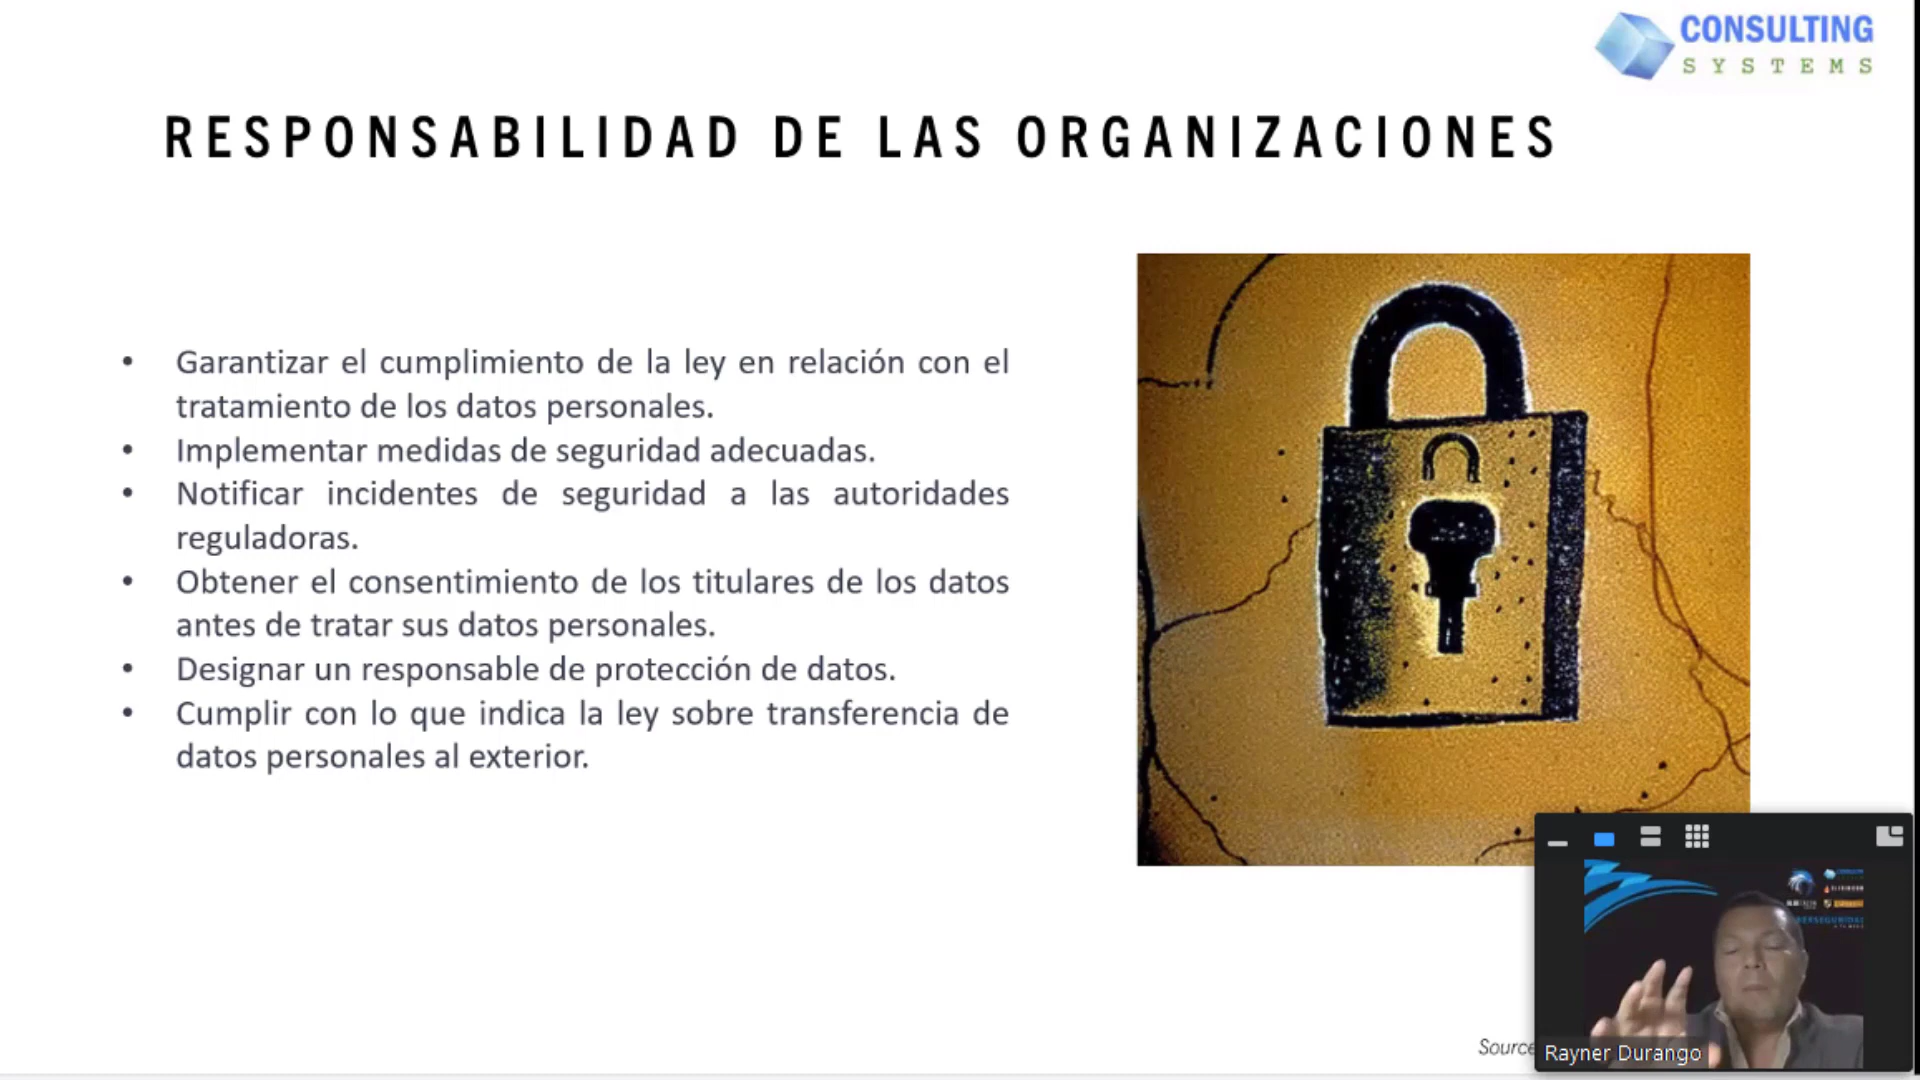 CONSULTING
SYSTEMS
RESPONSABILIDAD DE LAS ORGANIZACIONES
• Garantizar el cumplimiento de la ley en relación con el
tratamiento de los datos personales.
• Implementar medidas de seguridad adecuadas.
• Notificar incidentes de seguridad a las autoridades
reguladoras.
• Obtener el consentimiento de los titulares de los datos
antes de tratar sus datos personales.
• Designar un responsable de protección de datos.
• Cumplir con lo que indica la ley sobre transferencia de
datos personales al exterior.
Source
Rayner Durango